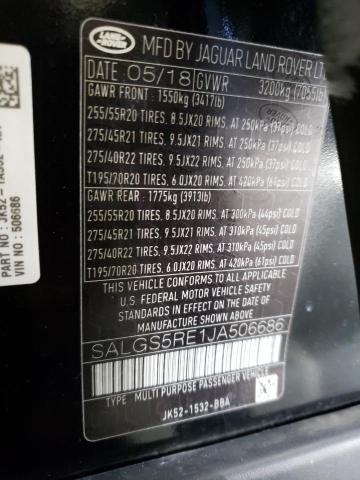 LAND ROVER
MFD BY JAGUAR LAND ROVER LT
DATE 05/18 GVWR 3200kg (7055lb)
GAWR FRONT : 1550kg (3417lb)
255/55R20 TIRES, 8.5JX20 RIMS, AT 250kPa (37psi) COLD
275/45R21 TIRES, 9.5JX21 RIMS, AT 250kPa (37psi) COLD
275/40R22 TIRES, 9.5JX22 RIMS, AT 250kPa (37psi) COLD
T195/70R20 TIRES, 6.0JX20 RIMS, AT 420kPa (61psi) COLD
GAWR REAR : 1775kg (3913lb)
255/55R20 TIRES, 8.5JX20 RIMS, AT 300kPa (44psi) COLD
275/45R21 TIRES, 9.5JX21 RIMS, AT 310kPa (45psi) COLD
275/40R22 TIRES, 9.5JX22 RIMS, AT 310kPa (45psi) COLD
T195/70R20 TIRES, 6.0JX20 RIMS, AT 420kPa (61psi) COLD
THIS VEHICLE CONFORMS TO ALL APPLICABLE
FEDERAL MOTOR VEHICLE SAFETY STANDARDS
IN EFFECT ON THE DATE OF MANUFACTURE
SHOWN ABOVE
SALGS5RE1JA506686
TYPE: MULTI PURPOSE PASSENGER VEHICLE
JK52-1532-BBA
PART NO : JK52-
VIN NO : 506686